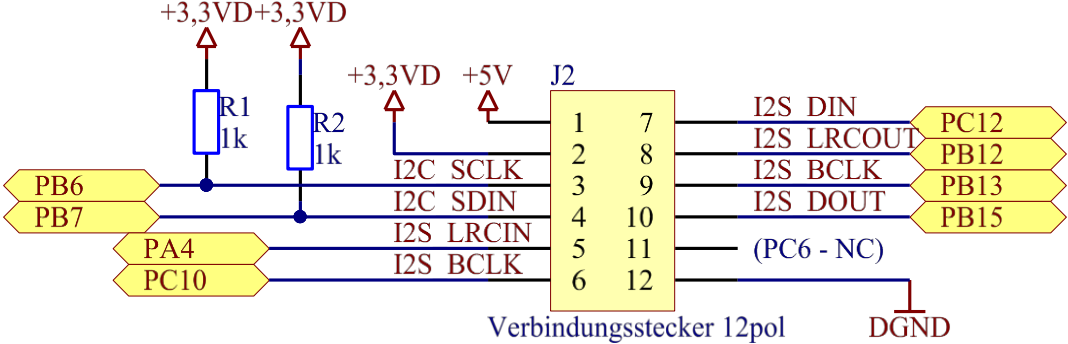 +3,3VD +3,3VD
R1
1k
R2
1k
+3,3VD +5V J2
1 7 I2S DIN PC12
2 8 I2S LRCOUT PB12
PB6 I2C SCLK 3 9 I2S BCLK PB13
PB7 I2C SDIN 4 10 I2S DOUT PB15
PA4 I2S LRCIN 5 11 (PC6 - NC)
PC10 I2S BCLK 6 12
Verbindungsstecker 12pol DGND